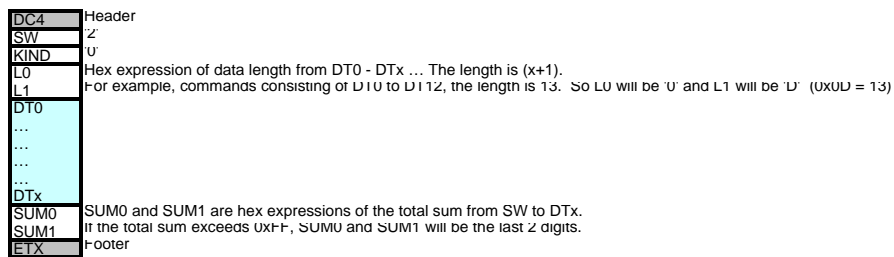 DC4 Header
SW '2'
KIND '0'
L0 Hex expression of data length from DT0 - DTx … The length is (x+1).
L1 For example, commands consisting of DT0 to DT12, the length is 13. So L0 will be '0' and L1 will be 'D' (0x0D = 13)
DT0
…
…
…
…
DTx
SUM0 SUM0 and SUM1 are hex expressions of the total sum from SW to DTx.
SUM1 If the total sum exceeds 0xFF, SUM0 and SUM1 will be the last 2 digits.
ETX Footer